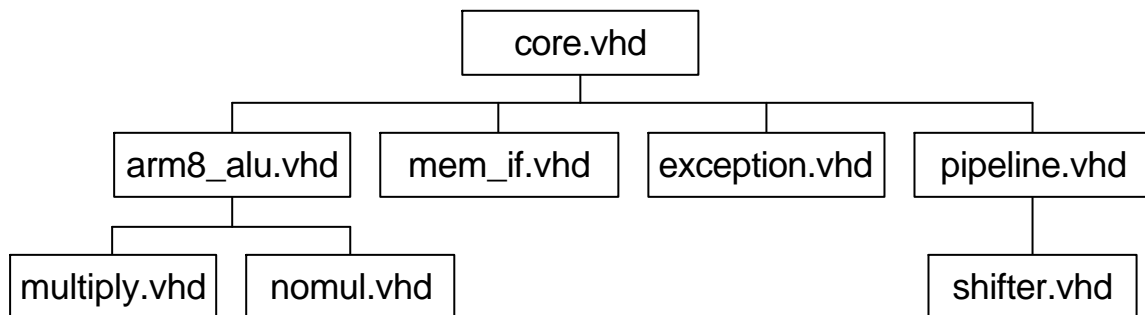 core.vhd
arm8_alu.vhd
mem_if.vhd
exception.vhd
pipeline.vhd
multiply.vhd
nomul.vhd
shifter.vhd